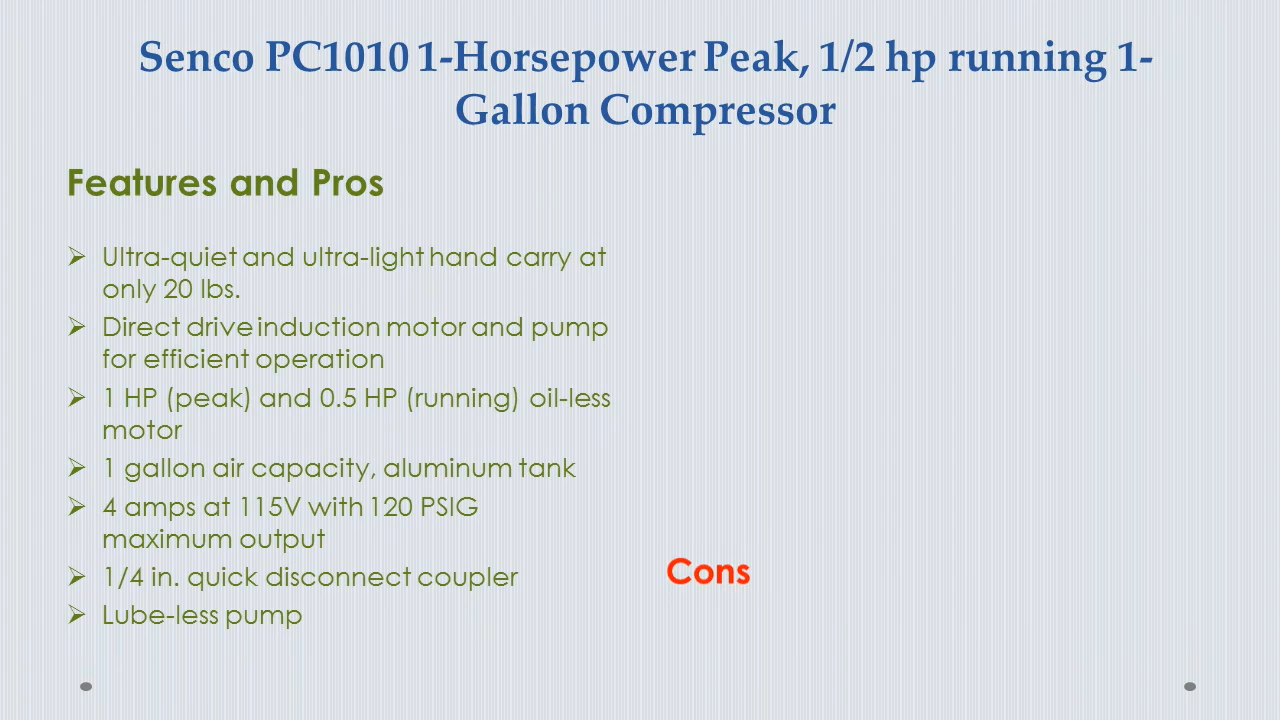 Senco PC1010 1-Horsepower Peak, 1/2 hp running 1-
Gallon Compressor
Features and Pros
➢ Ultra-quiet and ultra-light hand carry at
only 20 lbs.
➢ Direct drive induction motor and pump
for efficient operation
➢ 1 HP (peak) and 0.5 HP (running) oil-less
motor
➢ 1 gallon air capacity, aluminum tank
➢ 4 amps at 115V with 120 PSIG
maximum output
➢ 1/4 in. quick disconnect coupler
➢ Lube-less pump
Cons